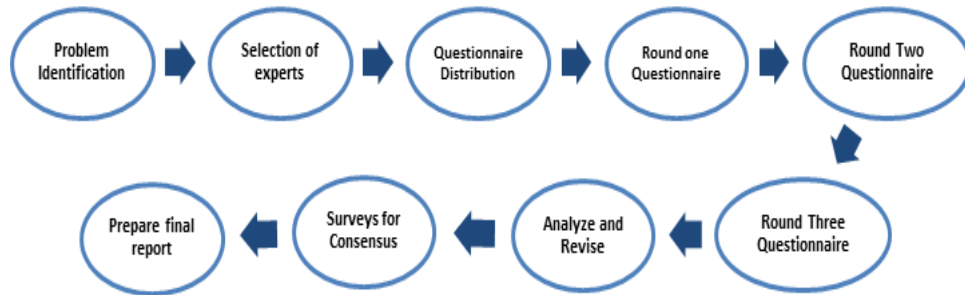 Problem
Identification
Selection of
experts
Questionnaire
Distribution
Round one
Questionnaire
Round Two
Questionnaire
Round Three
Questionnaire
Analyze and
Revise
Surveys for
Consensus
Prepare final
report